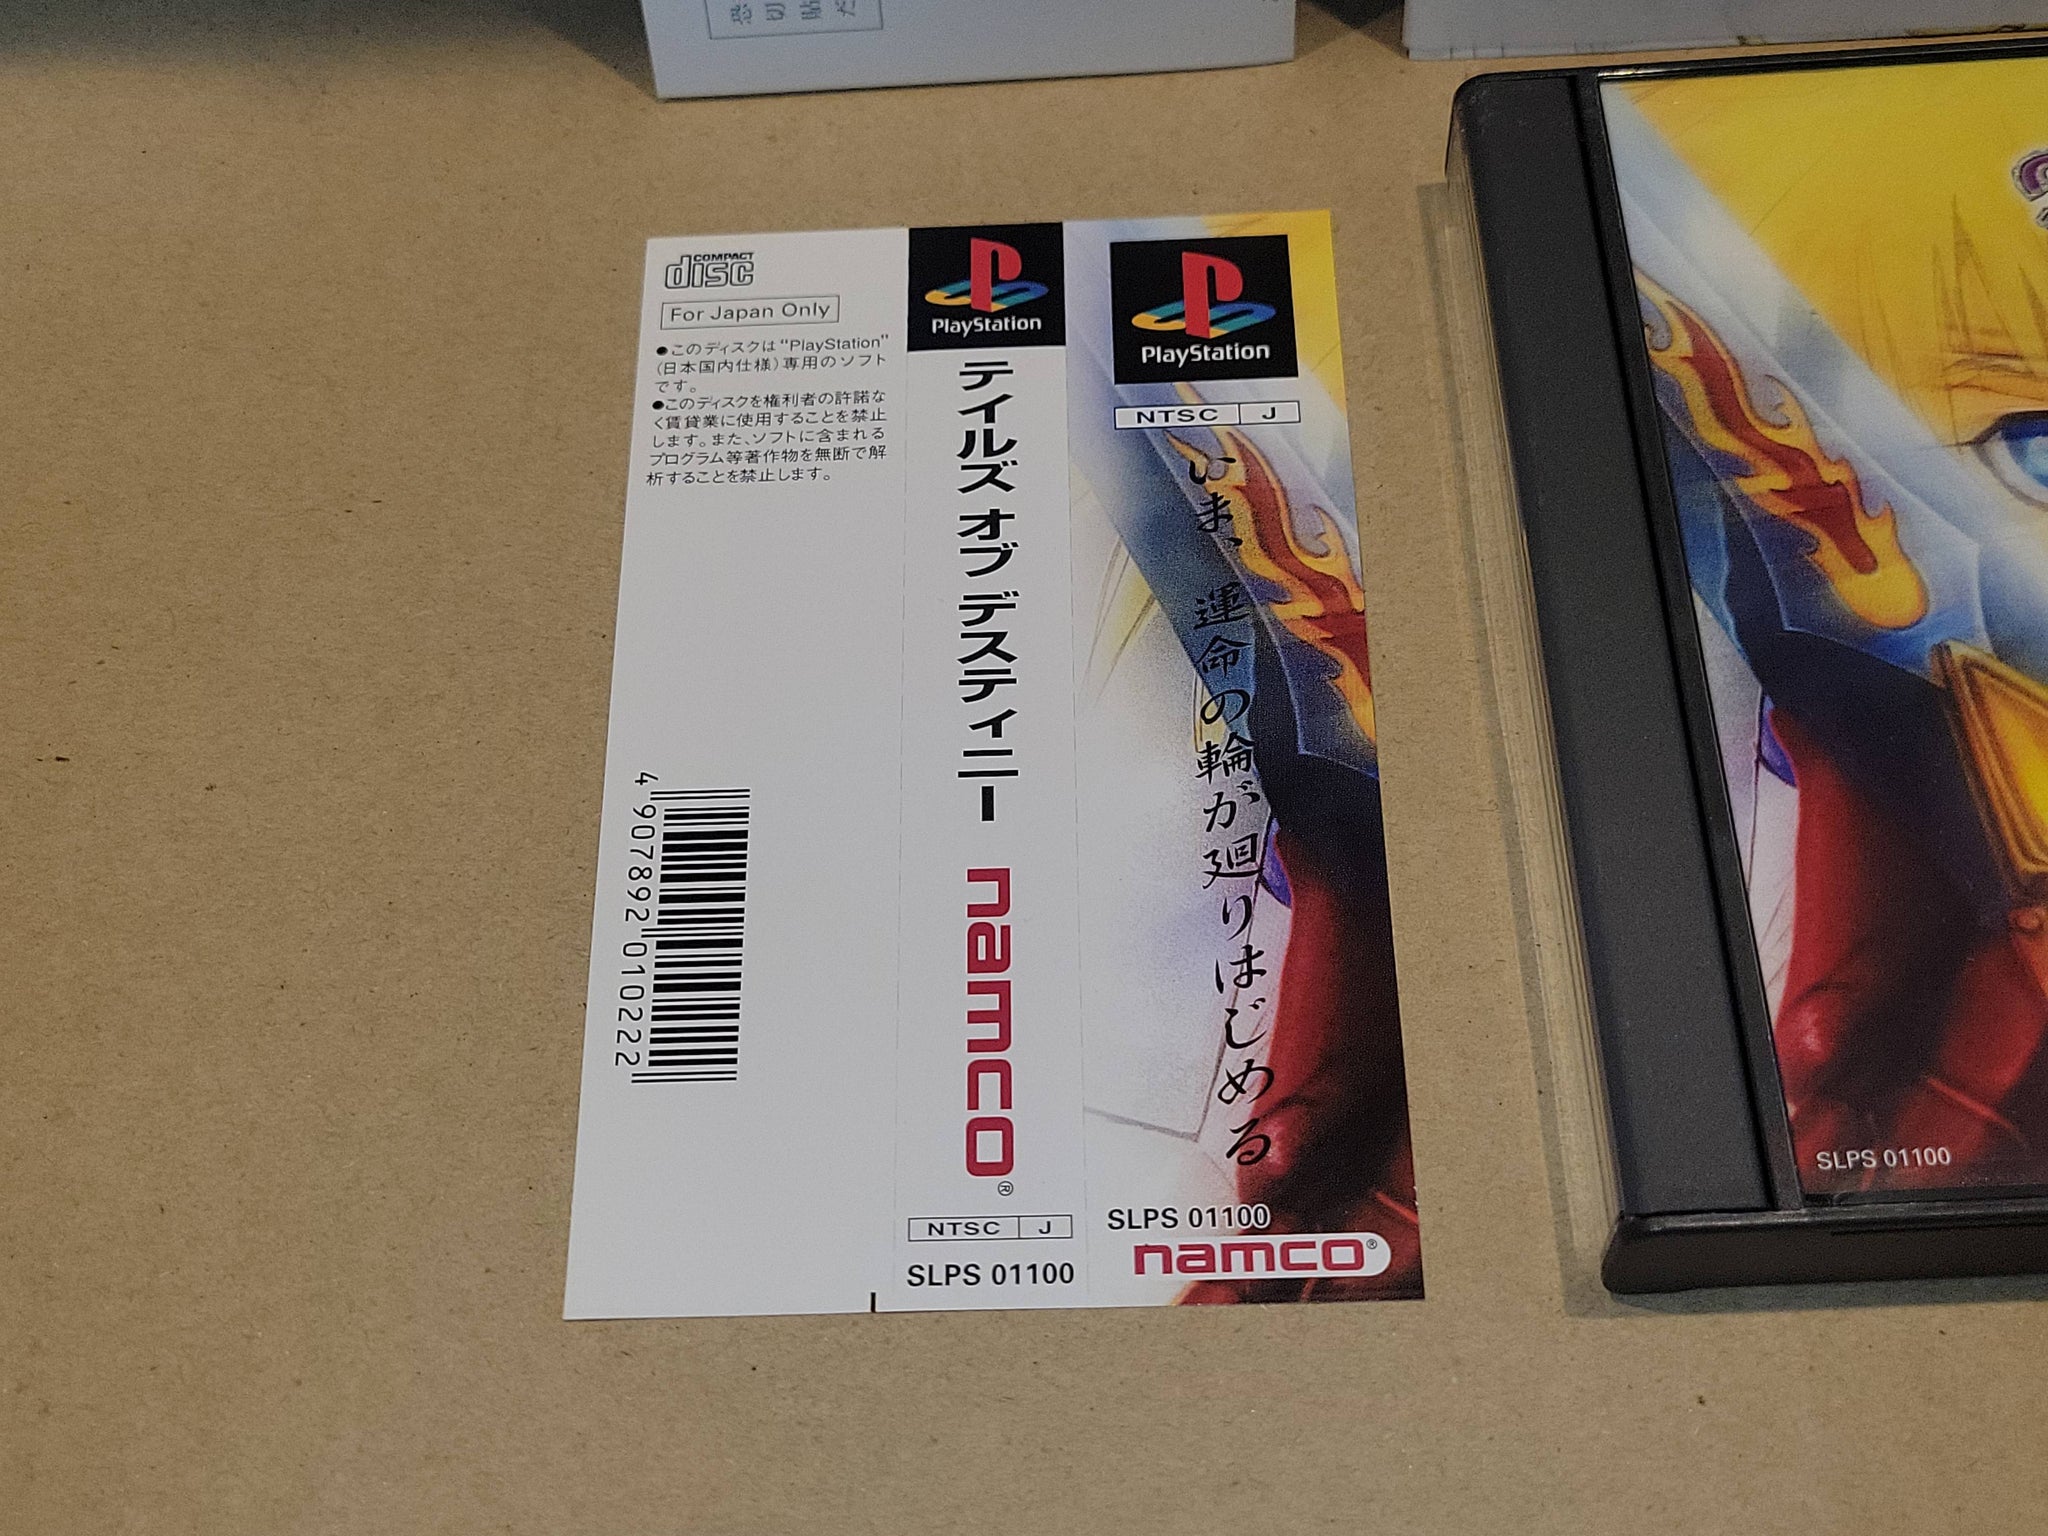 COMPACT
disc
For Japan Only
●このディスクは“PlayStation”
(日本国内仕様)専用のソフト
です。
●このディスクを権利者の許諾な
く賃貸業に使用することを禁止
します。また、ソフトに含まれる
プログラム等著作物を無断で解
析することを禁止します。
4 907892 010222
PlayStation
テイルズ オブ デスティニー
namco®
NTSC J
SLPS 01100
PlayStation
NTSC J
いま、運命の輪が廻りはじめる
SLPS 01100
namco®
SLPS 01100